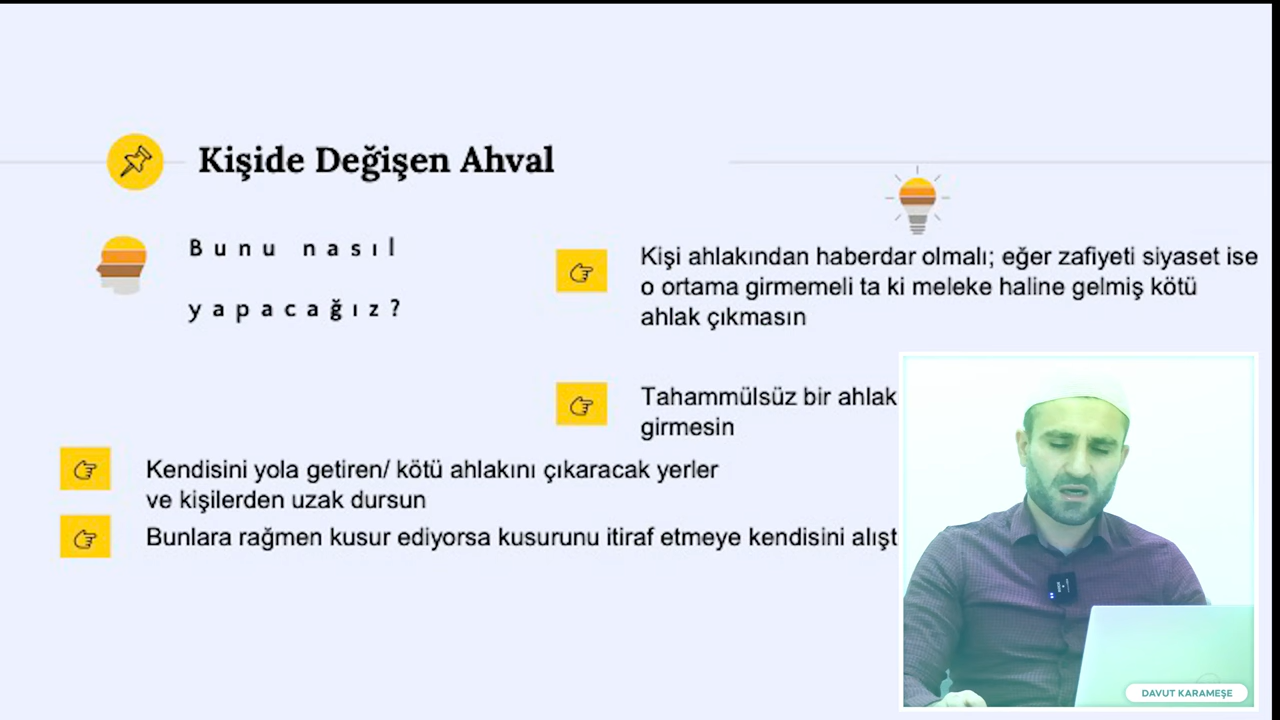 Kişide Değişen Ahval
Bunu nasıl
yapacağız?
Kişi ahlakından haberdar olmalı; eğer zafiyeti siyaset ise
o ortama girmemeli ta ki meleke haline gelmiş kötü
ahlak çıkmasın
Tahammülsüz bir ahlak
girmesin
Kendisini yola getiren/ kötü ahlakını çıkaracak yerler
ve kişilerden uzak dursun
Bunlara rağmen kusur ediyorsa kusurunu itiraf etmeye kendisini alışt
DAVUT KARAMEŞE